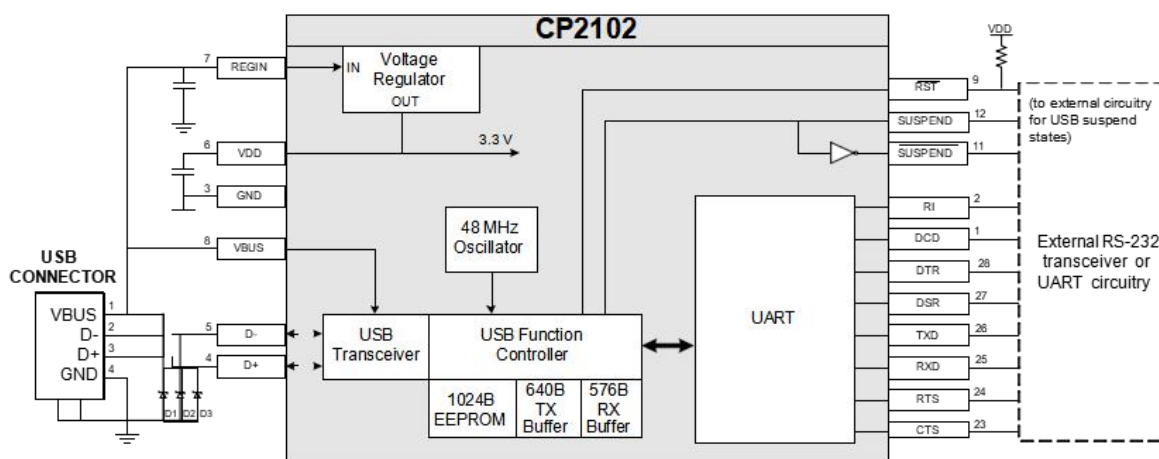 CP2102
7
REGIN
IN
Voltage
Regulator
OUT
6
VDD
3.3 V
3
GND
8
VBUS
48 MHz
Oscillator
USB
CONNECTOR
VBUS
1
D-
2
D+
3
GND
4
D1
D2
D3
5
D-
4
D+
USB
Transceiver
USB Function
Controller
1024B
EEPROM
640B
TX
Buffer
576B
RX
Buffer
UART
VDD
RST
9
SUSPEND
12
SUSPEND
11
RI
2
DCD
1
DTR
28
DSR
27
TXD
26
RXD
25
RTS
24
CTS
23
(to external circuitry
for USB suspend
states)
External RS-232
transceiver or
UART circuitry